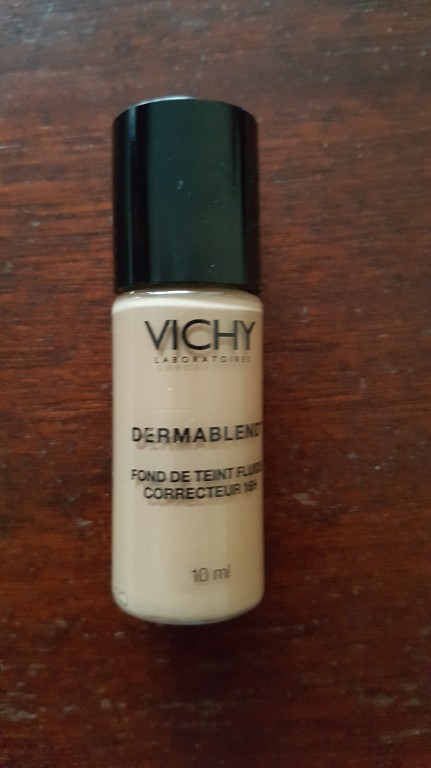 VICHY
LABORATOIRES
DERMABLEND
FOND DE TEINT FLUIDE
CORRECTEUR 16H
10 ml